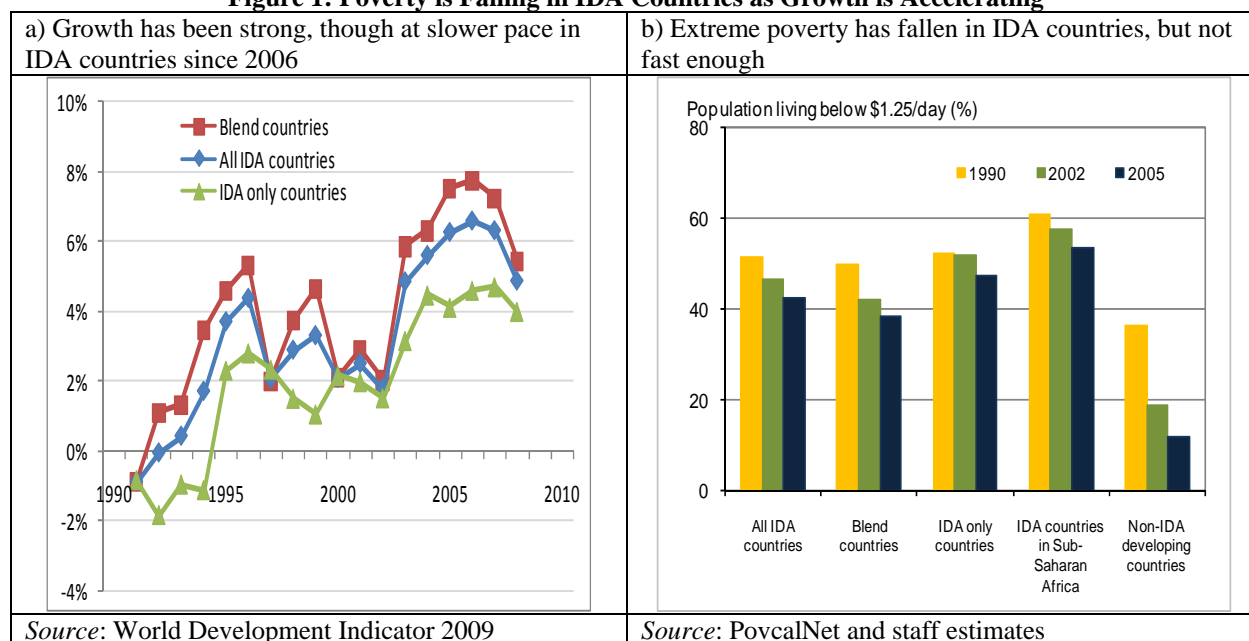 Figure 1: Poverty is Falling in IDA Countries as Growth is Accelerating
a) Growth has been strong, though at slower pace in
IDA countries since 2006
10%
8%
6%
4%
2%
0%
-2%
-4%
Blend countries
All IDA countries
IDA only countries
1990
1995
2000
2005
2010
Source: World Development Indicator 2009
b) Extreme poverty has fallen in IDA countries, but not
fast enough
Population living below $1.25/day (%)
80
60
40
20
0
1990
2002
2005
All IDA
countries
Blend
countries
IDA only
countries
IDA countries
in Sub-
Saharan
Africa
Non-IDA
developing
countries
Source: PovcalNet and staff estimates